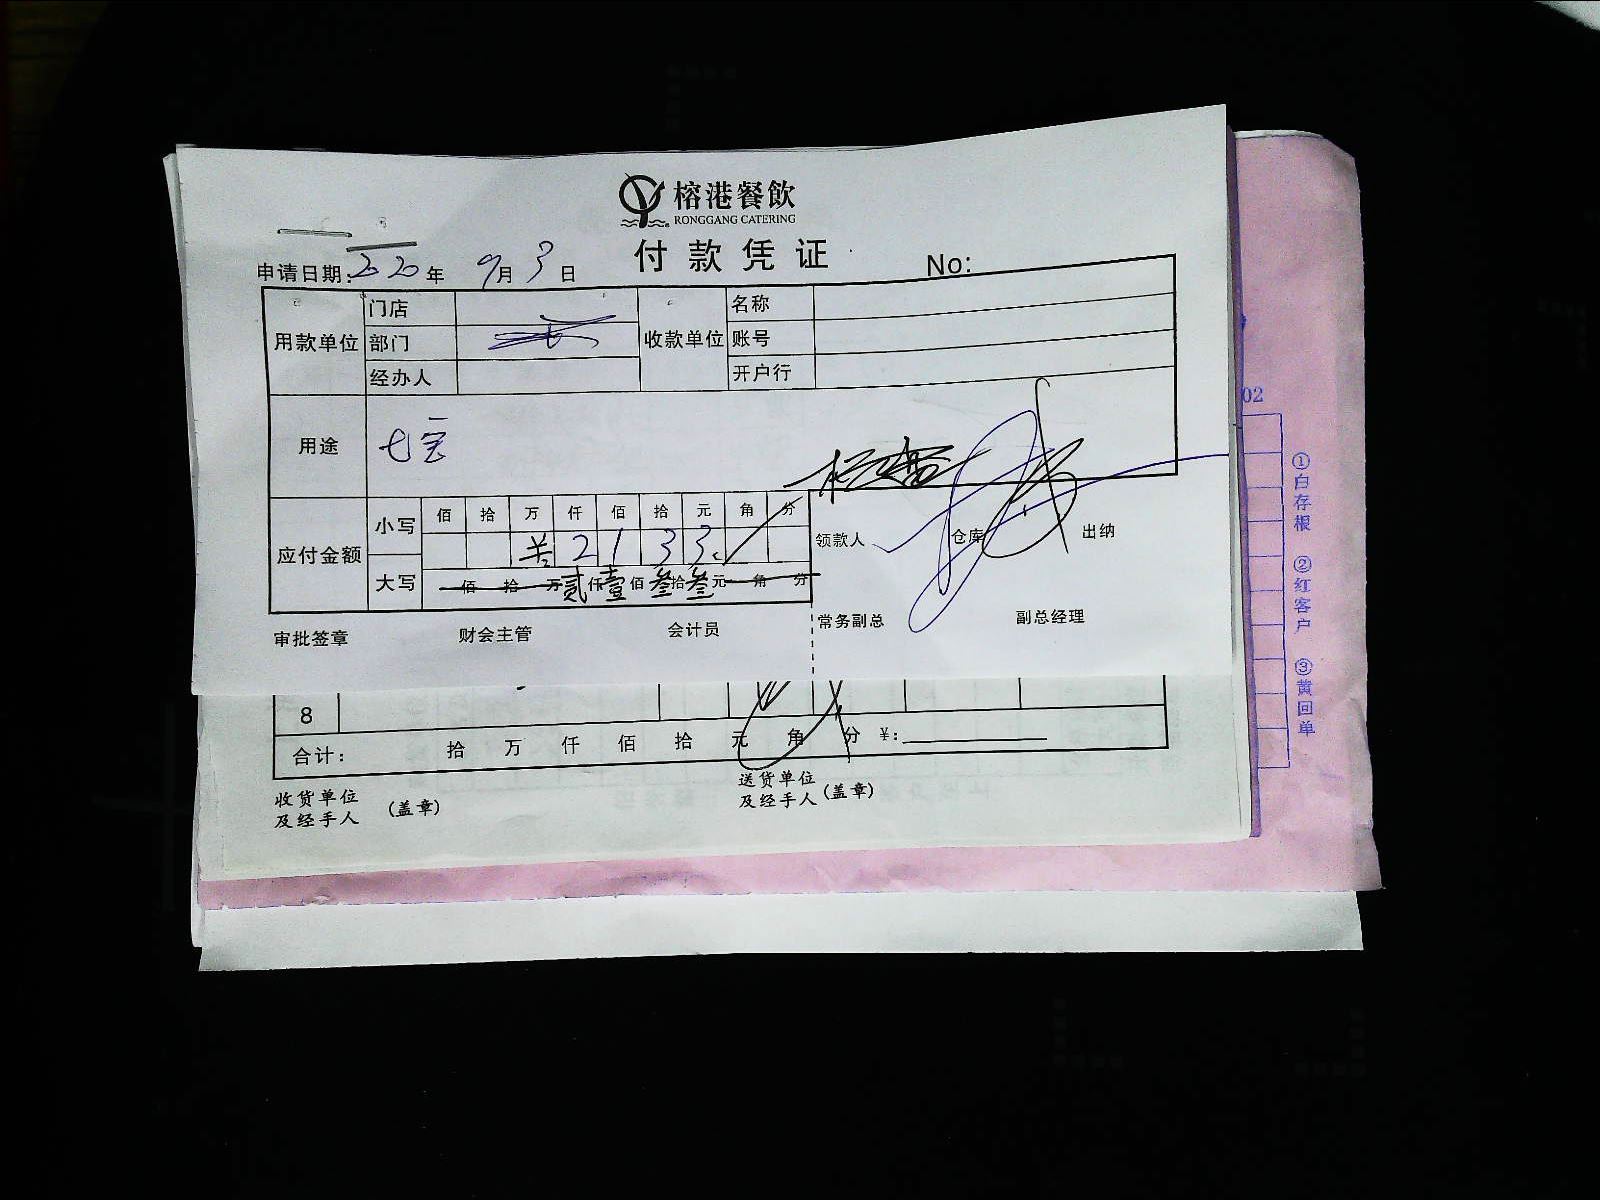 榕港餐飲
RONGGANG CATERING
付款凭证
申请日期: 2020年 9月 3日 No:
用款单位 门店 收款单位 名称
部门 账号
经办人 开户行
用途 七宝
应付金额 小写 佰 拾 万 仟 佰 拾 元 角 分
¥ 2 1 3 3
大写 佰 拾 万 贰仟 壹佰 叁拾 叁元 角 分
领款人 仓库 出纳
审批签章 财会主管 会计员 常务副总 副总经理
8
合计: 拾 万 仟 佰 拾 元 角 分 ¥:
收货单位及经手人 (盖章) 送货单位及经手人 (盖章)
02
①白存根 ②红客户 ③黄回单